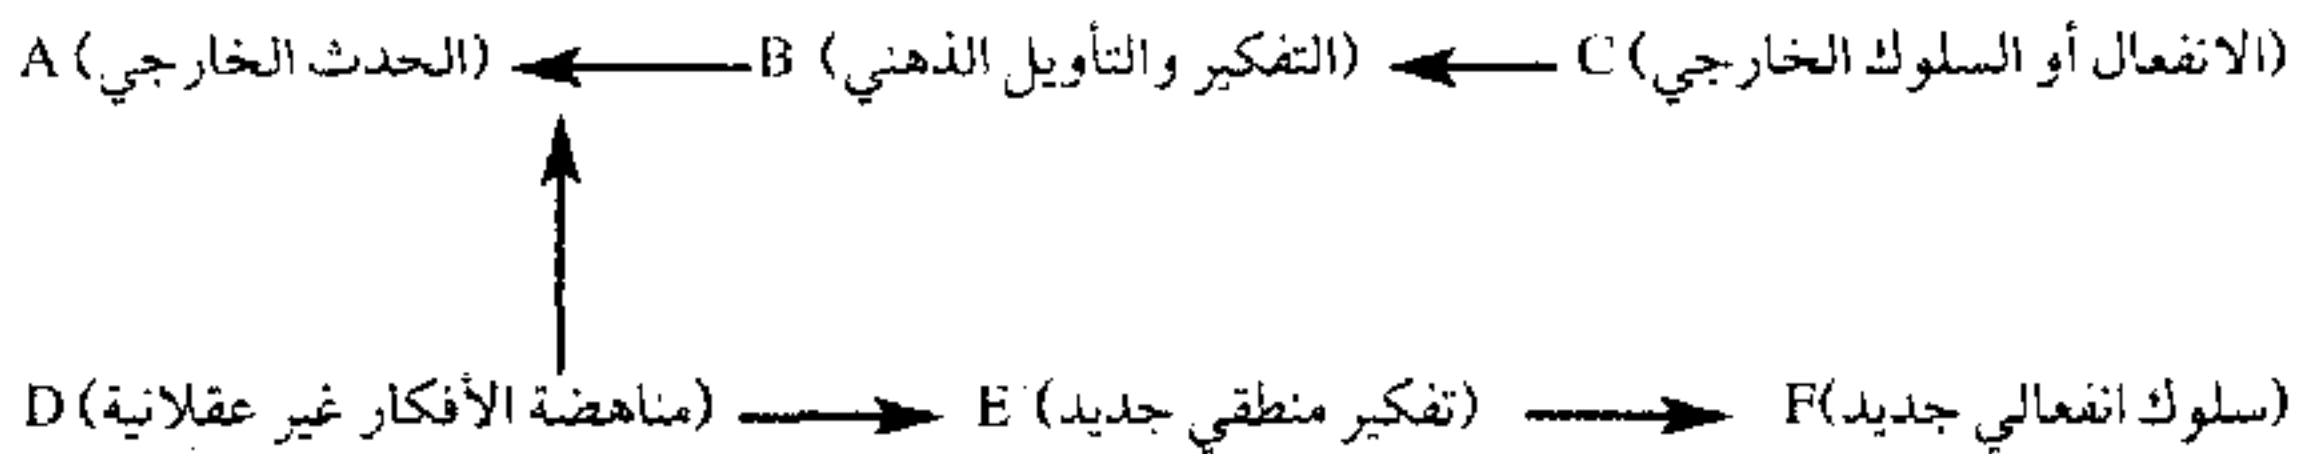 A (الحدث الخارجي) B (التفكير والتأويل الذهني) C (الانفعال أو السلوك الخارجي)
D (مناهضة الأفكار غير عقلانية) E (تفكير منطقي جديد) F (سلوك انفعالي جديد)